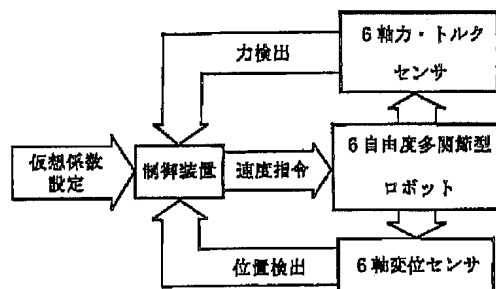 6軸力・トルク
センサ
力検出
仮想係数
設定
制御装置
速度指令
6自由度多関節型
ロボット
位置検出
6軸変位センサ